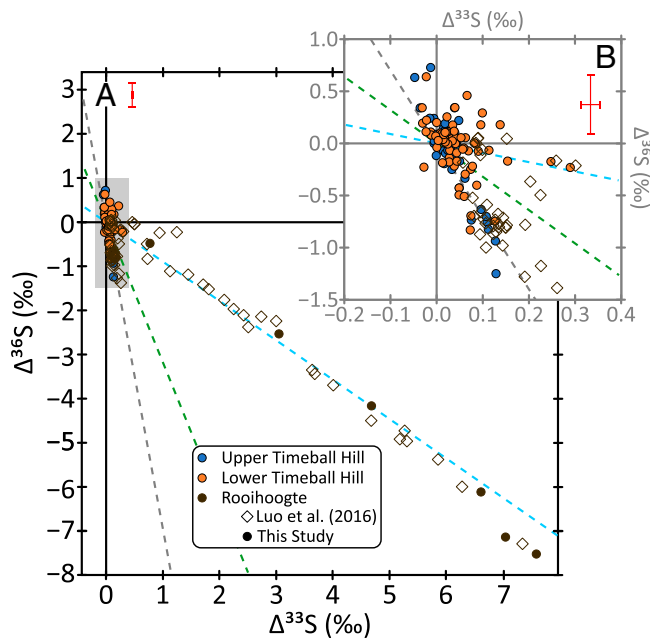 Δ³³S (‰)
A
B
1.0
0.5
0.0
−0.5
−1.0
−1.5
Δ³⁶S (‰)
−0.2 −0.1 0.0 0.1 0.2 0.3 0.4
3
2
1
0
−1
−2
−3
−4
−5
−6
−7
−8
Δ³⁶S (‰)
Upper Timeball Hill
Lower Timeball Hill
Rooihoogte
Luo et al. (2016)
This Study
0 1 2 3 4 5 6 7
Δ³³S (‰)